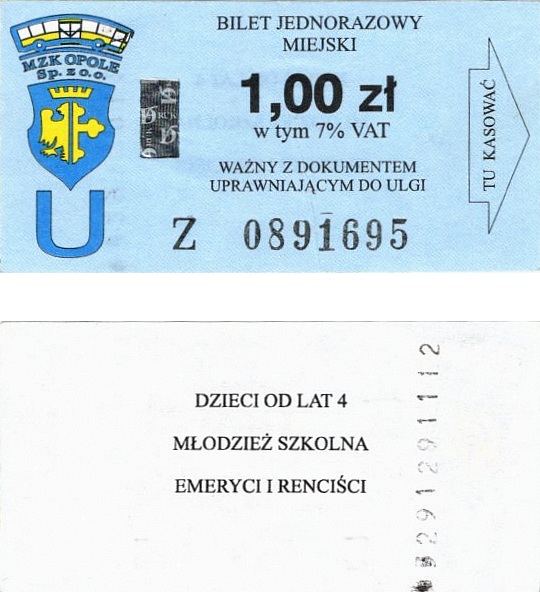 MZK OPOLE
Sp. z o.o.
U
BILET JEDNORAZOWY
MIEJSKI
1,00 zł
w tym 7% VAT
WAŻNY Z DOKUMENTEM
UPRAWNIAJĄCYM DO ULGI
Z 0891695
TU KASOWAĆ
DZIECI OD LAT 4
MŁODZIEŻ SZKOLNA
EMERYCI I RENCIŚCI